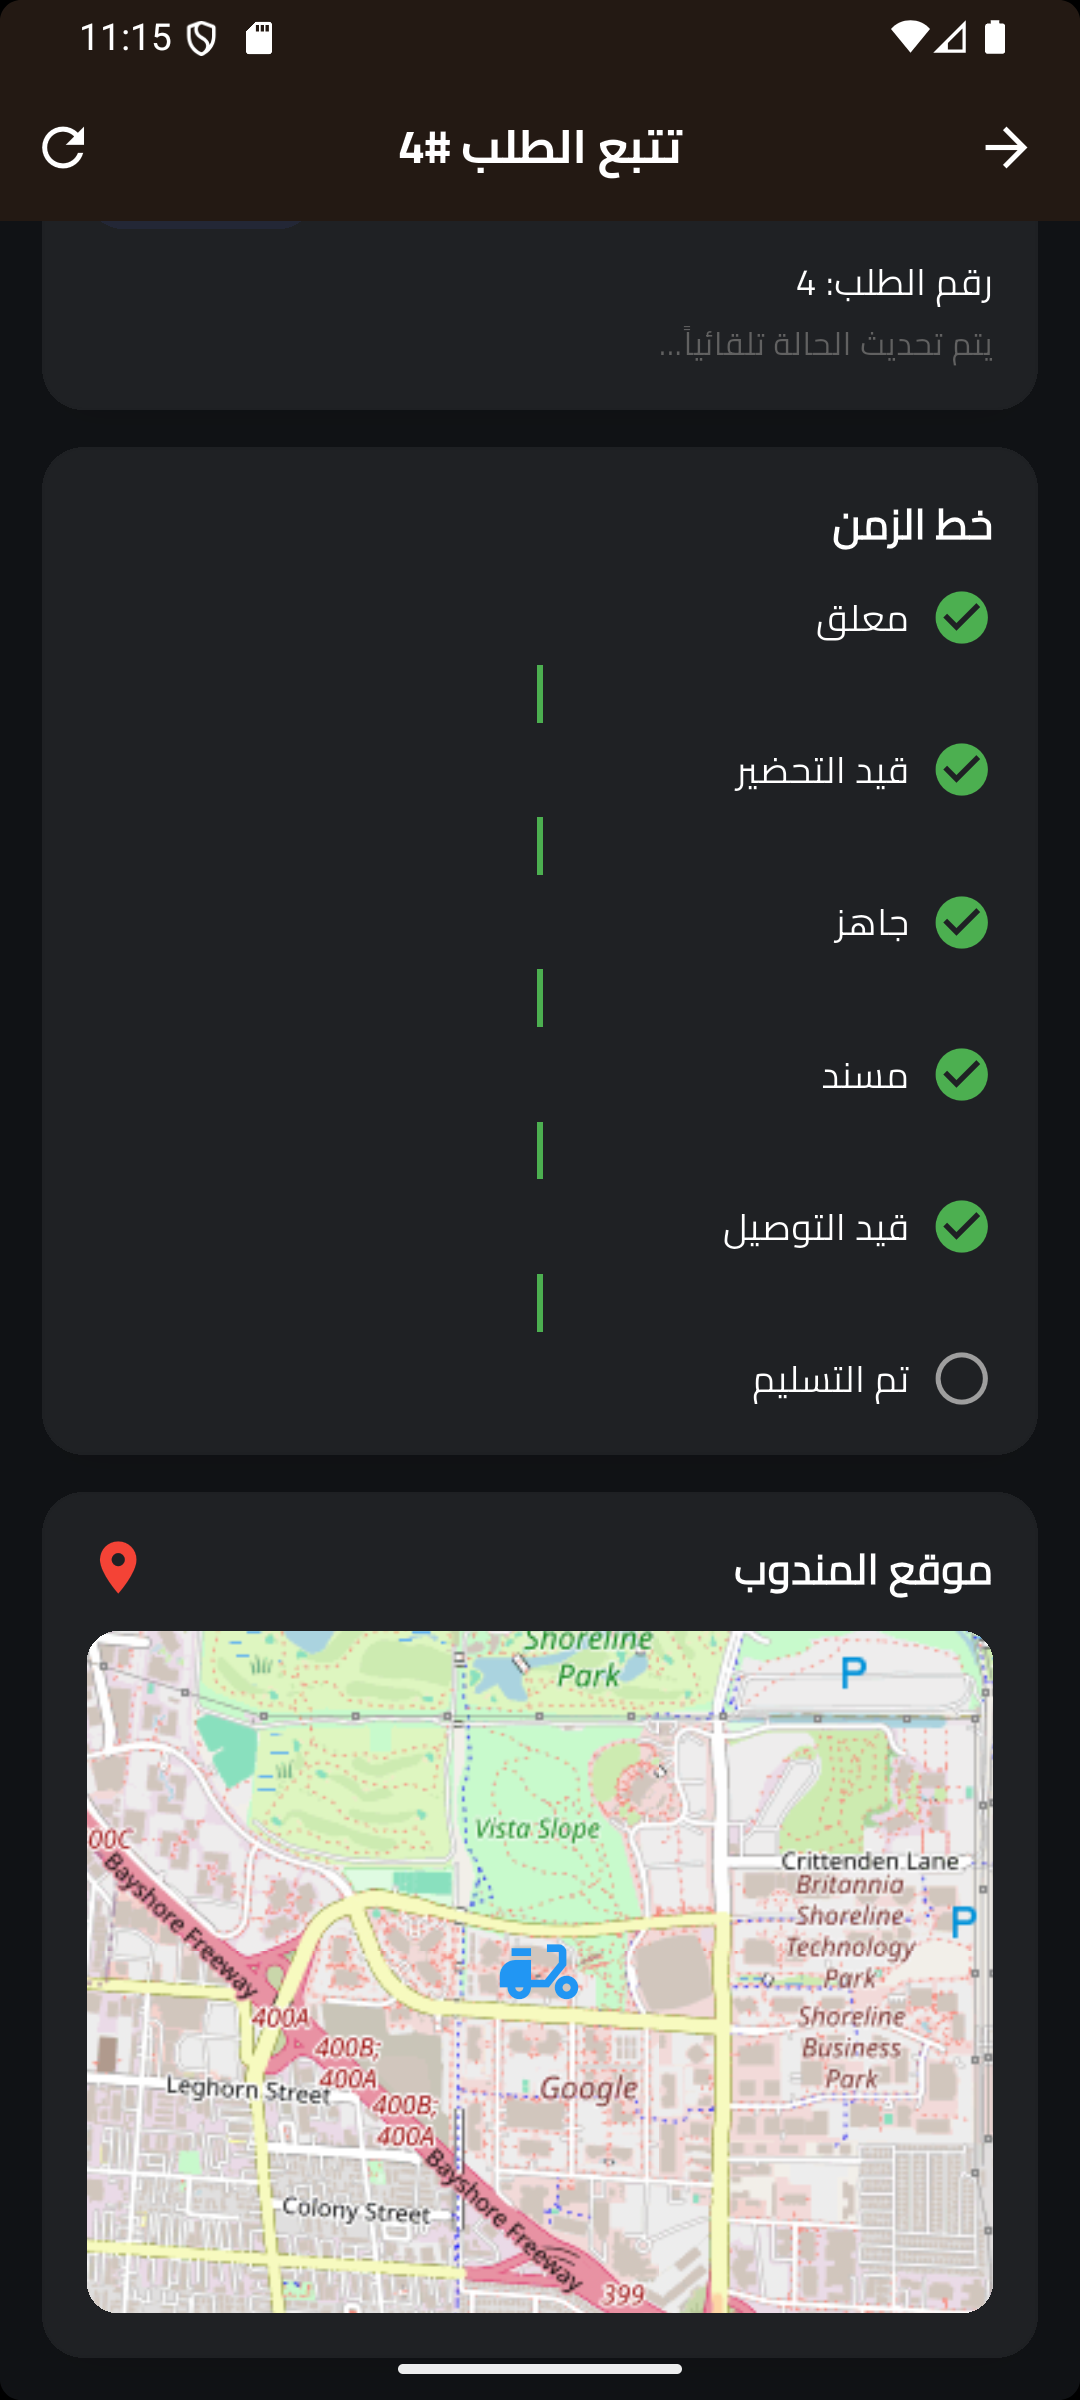 11:15
تتبع الطلب #4
رقم الطلب: 4
يتم تحديث الحالة تلقائياً...
خط الزمن
معلق
قيد التحضير
جاهز
مسند
قيد التوصيل
تم التسليم
موقع المندوب
Shoreline
Park
P
Vista Slope
00C
Bayshore Freeway
Crittenden Lane
Britannia
Shoreline
Technology
Park
P
400A
400B;
400A
400B;
400A
Shoreline
Business
Park
Leghorn Street
Google
Bayshore Freeway
Colony Street
399